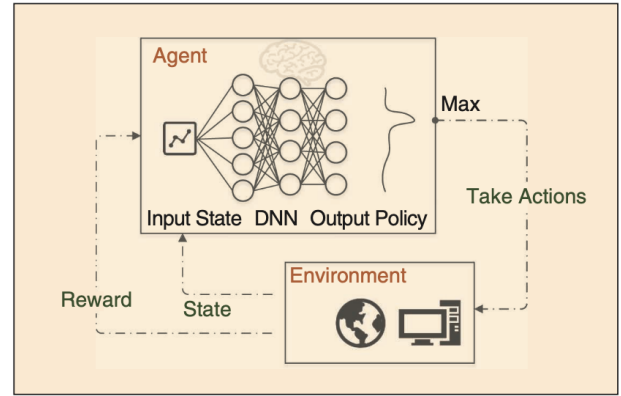 Agent
Max
Take Actions
Input State DNN Output Policy
Environment
Reward
State